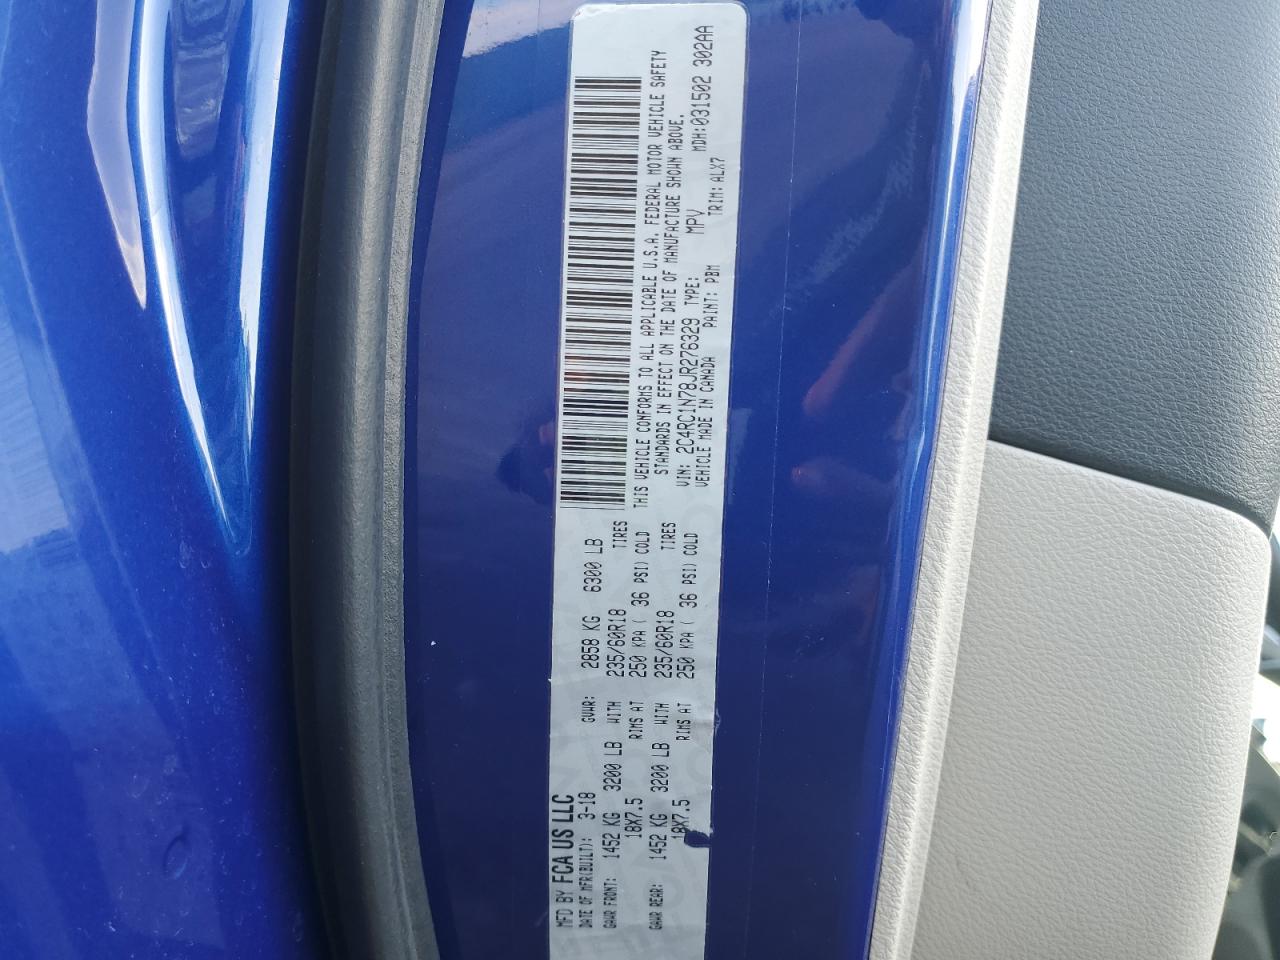 MFD BY FCA US LLC
DATE OF MFR(BUILT): 3-18 GVWR: 2858 KG 6300 LB
GAWR FRONT: 1452 KG 3200 LB WITH 235/60R18 TIRES
18X7.5 RIMS AT 250 KPA ( 36 PSI) COLD
GAWR REAR: 1452 KG 3200 LB WITH 235/60R18 TIRES
18X7.5 RIMS AT 250 KPA ( 36 PSI) COLD
THIS VEHICLE CONFORMS TO ALL APPLICABLE U.S.A. FEDERAL MOTOR VEHICLE SAFETY
STANDARDS IN EFFECT ON THE DATE OF MANUFACTURE SHOWN ABOVE.
VIN: 2C4RC1N78JR276329 TYPE: MPV MDH:031502 302AA
VEHICLE MADE IN CANADA PAINT: PBM TRIM: ALX7